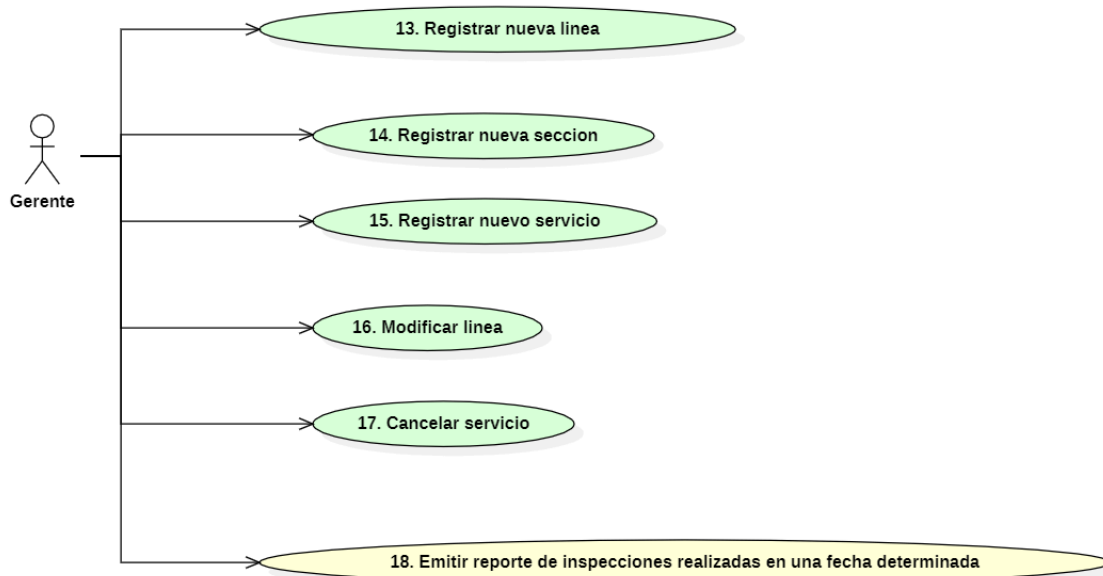 13. Registrar nueva linea
14. Registrar nueva seccion
Gerente
15. Registrar nuevo servicio
16. Modificar linea
17. Cancelar servicio
18. Emitir reporte de inspecciones realizadas en una fecha determinada